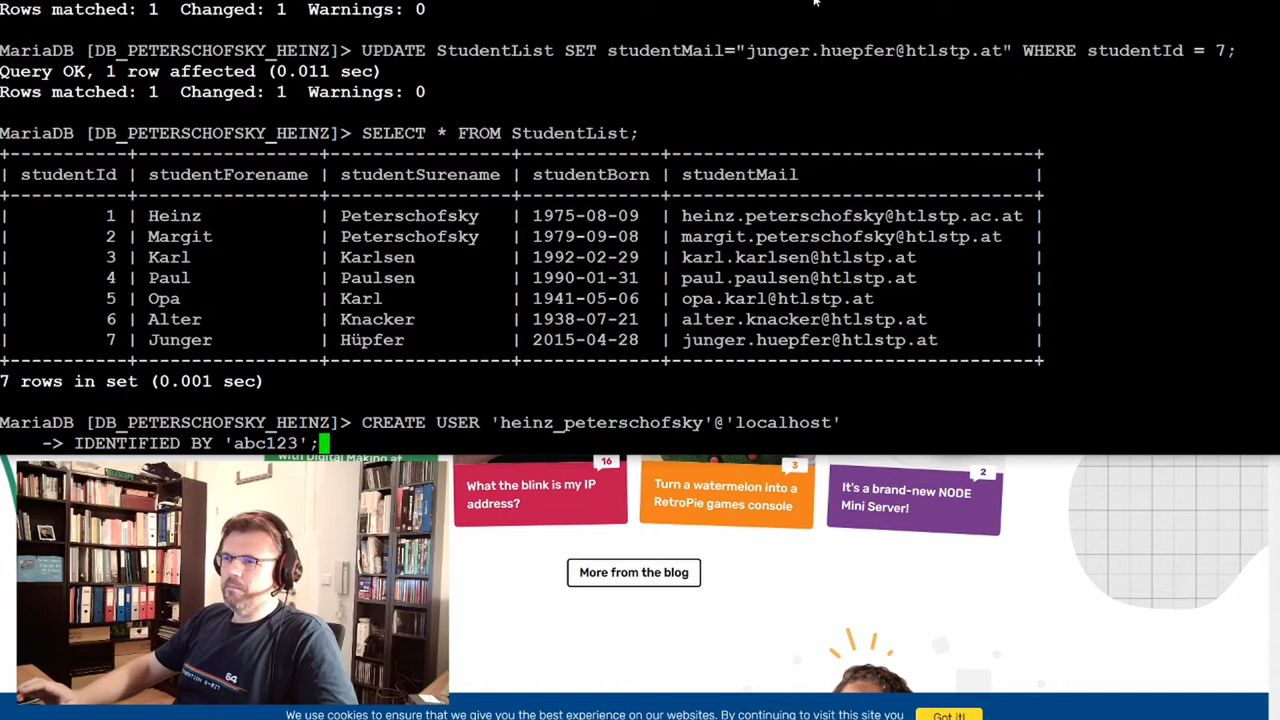 Rows matched: 1  Changed: 1  Warnings: 0
MariaDB [DB_PETERSCHOFSKY_HEINZ]> UPDATE StudentList SET studentMail="junger.huepfer@htlstp.at" WHERE studentId = 7;
Query OK, 1 row affected (0.011 sec)
Rows matched: 1  Changed: 1  Warnings: 0
MariaDB [DB_PETERSCHOFSKY_HEINZ]> SELECT * FROM StudentList;
+-----------+-----------------+-----------------+------------+----------------------------------+
| studentId | studentForename | studentSurename | studentBorn | studentMail |
+-----------+-----------------+-----------------+------------+----------------------------------+
| 1 | Heinz | Peterschofsky | 1975-08-09 | heinz.peterschofsky@htlstp.ac.at |
| 2 | Margit | Peterschofsky | 1979-09-08 | margit.peterschofsky@htlstp.at |
| 3 | Karl | Karlsen | 1992-02-29 | karl.karlsen@htlstp.at |
| 4 | Paul | Paulsen | 1990-01-31 | paul.paulsen@htlstp.at |
| 5 | Opa | Karl | 1941-05-06 | opa.karl@htlstp.at |
| 6 | Alter | Knacker | 1938-07-21 | alter.knacker@htlstp.at |
| 7 | Junger | Hüpfer | 2015-04-28 | junger.huepfer@htlstp.at |
+-----------+-----------------+-----------------+------------+----------------------------------+
7 rows in set (0.001 sec)
MariaDB [DB_PETERSCHOFSKY_HEINZ]> CREATE USER 'heinz_peterschofsky'@'localhost'
    -> IDENTIFIED BY 'abc123';
with Digital Making at
16
What the blink is my IP
address?
3
Turn a watermelon into a
RetroPie games console
2
It's a brand-new NODE
Mini Server!
More from the blog
64
We use cookies to ensure that we give you the best experience on our websites. By continuing to visit this site you
Got it!